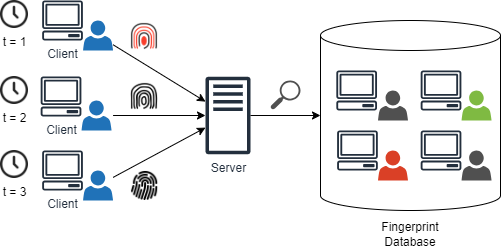 t = 1
Client
t = 2
Client
t = 3
Client
Server
Fingerprint
Database